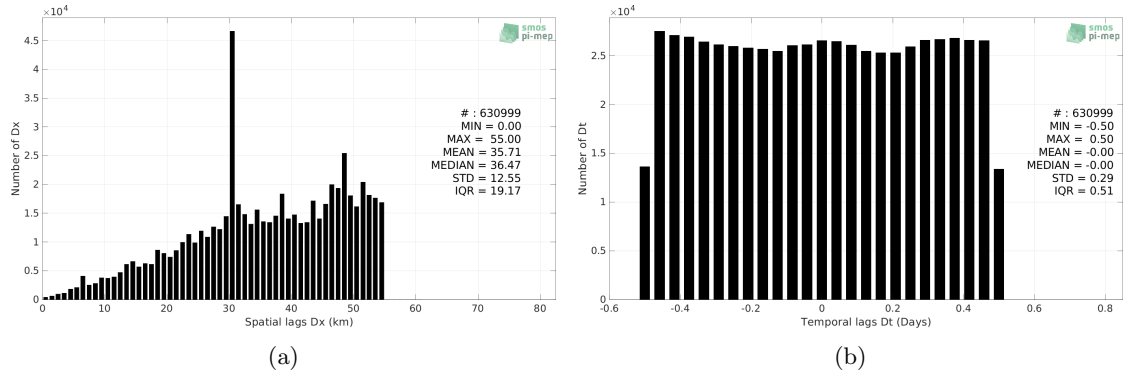 ×10⁴
4.5
4
3.5
3
2.5
2
1.5
1
0.5
0
Number of Dx
0 10 20 30 40 50 60 70 80
Spatial lags Dx (km)
smos
pi-mep
# : 630999
MIN = 0.00
MAX = 55.00
MEAN = 35.71
MEDIAN = 36.47
STD = 12.55
IQR = 19.17
(a)
×10⁴
2.5
2
1.5
1
0.5
0
Number of Dt
-0.6 -0.4 -0.2 0 0.2 0.4 0.6 0.8
Temporal lags Dt (Days)
smos
pi-mep
# : 630999
MIN = -0.50
MAX = 0.50
MEAN = -0.00
MEDIAN = -0.00
STD = 0.29
IQR = 0.51
(b)